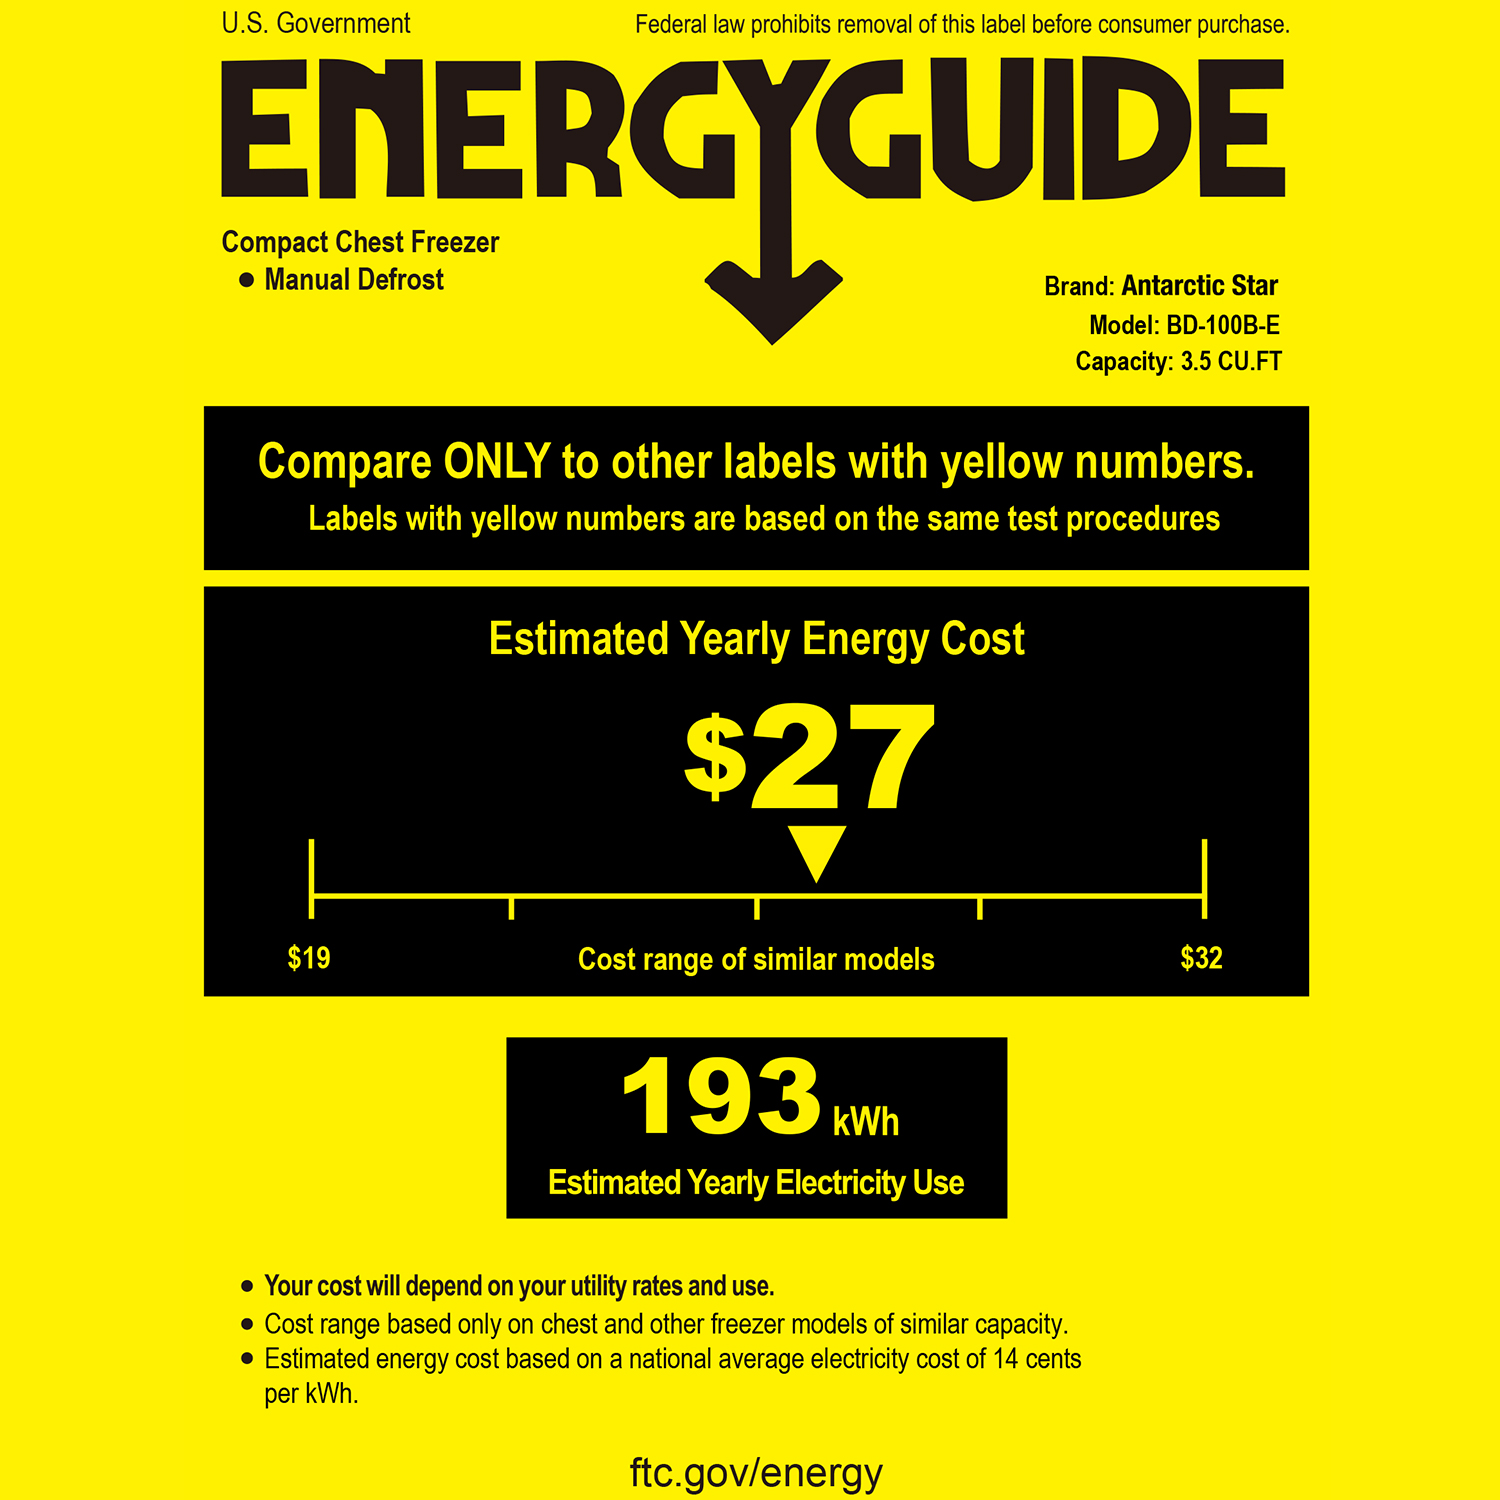 U.S. Government
Federal law prohibits removal of this label before consumer purchase.
ENERGYGUIDE
Compact Chest Freezer
● Manual Defrost
Brand: Antarctic Star
Model: BD-100B-E
Capacity: 3.5 CU.FT
Compare ONLY to other labels with yellow numbers.
Labels with yellow numbers are based on the same test procedures
Estimated Yearly Energy Cost
$27
$19
Cost range of similar models
$32
193 kWh
Estimated Yearly Electricity Use
● Your cost will depend on your utility rates and use.
● Cost range based only on chest and other freezer models of similar capacity.
● Estimated energy cost based on a national average electricity cost of 14 cents
per kWh.
ftc.gov/energy